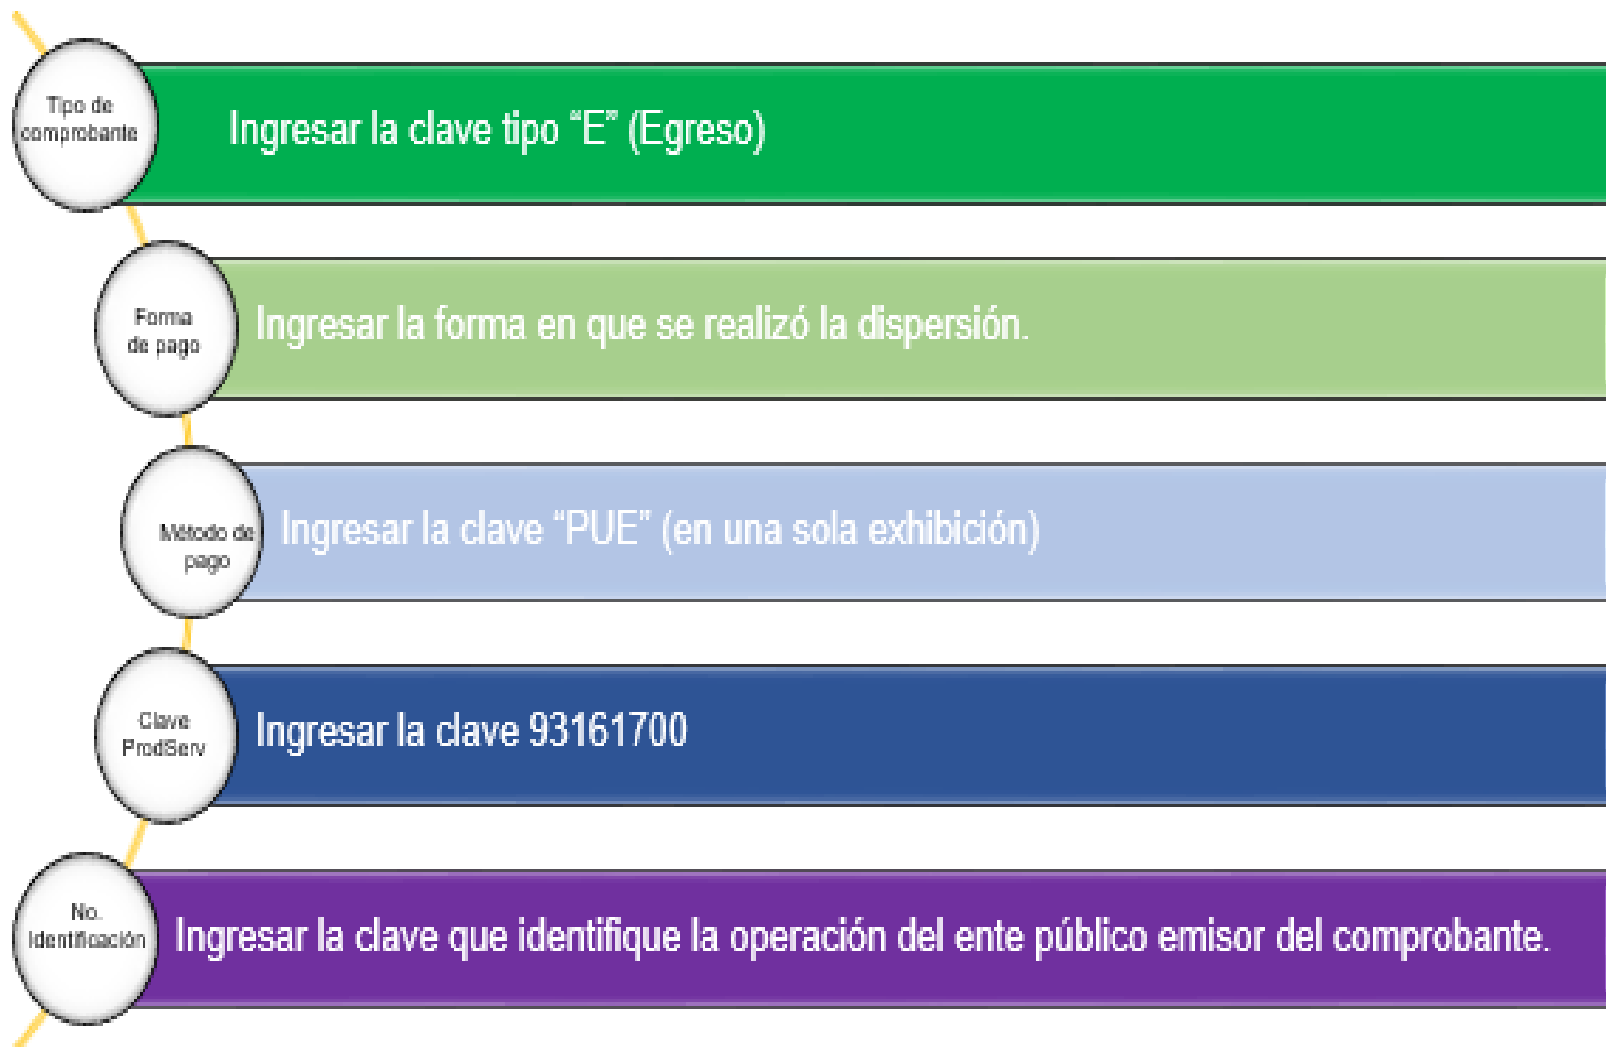 Tipo de
comprobante
Ingresar la clave tipo “E” (Egreso)
Forma
de pago
Ingresar la forma en que se realizó la dispersión.
Método de
pago
Ingresar la clave “PUE” (en una sola exhibición)
Clave
ProdServ
Ingresar la clave 93161700
No.
Identificación
Ingresar la clave que identifique la operación del ente público emisor del comprobante.